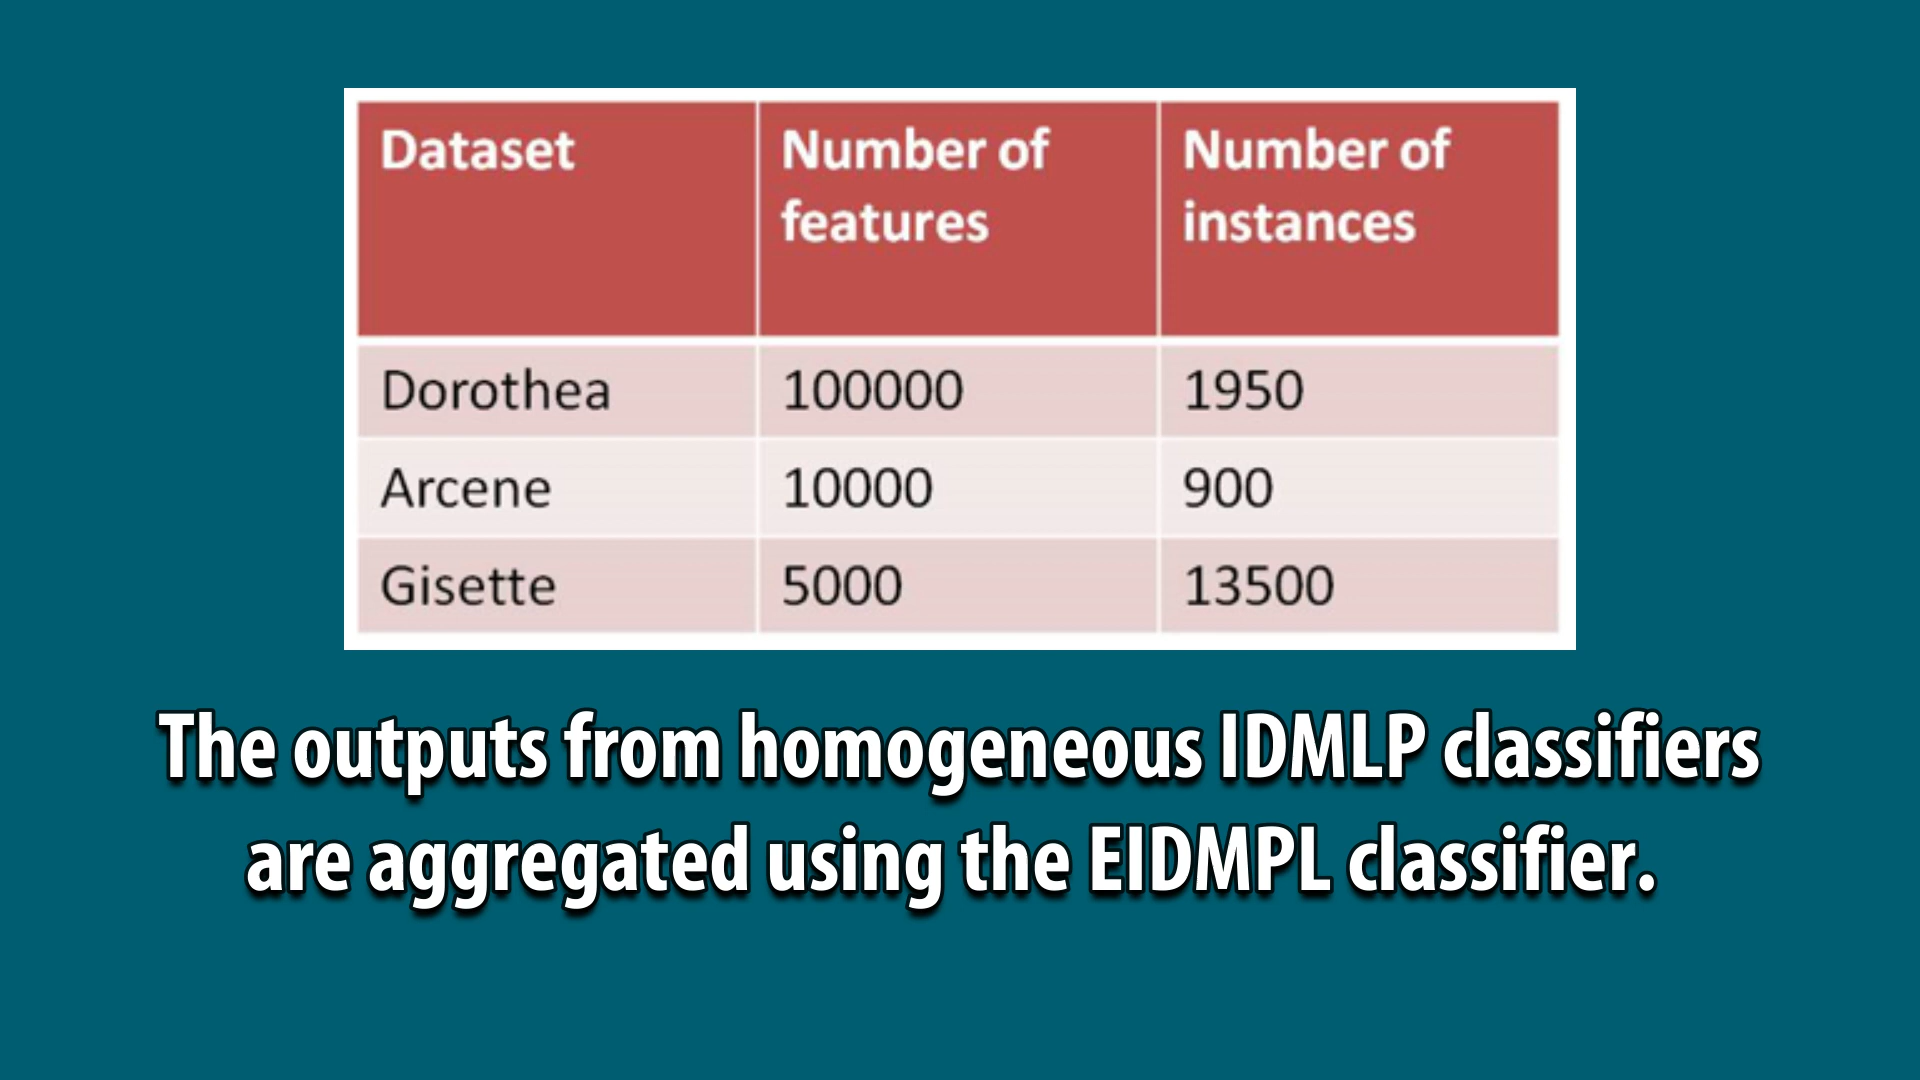 Dataset Number of features Number of instances
Dorothea 100000 1950
Arcene 10000 900
Gisette 5000 13500
The outputs from homogeneous IDMLP classifiers
are aggregated using the EIDMPL classifier.